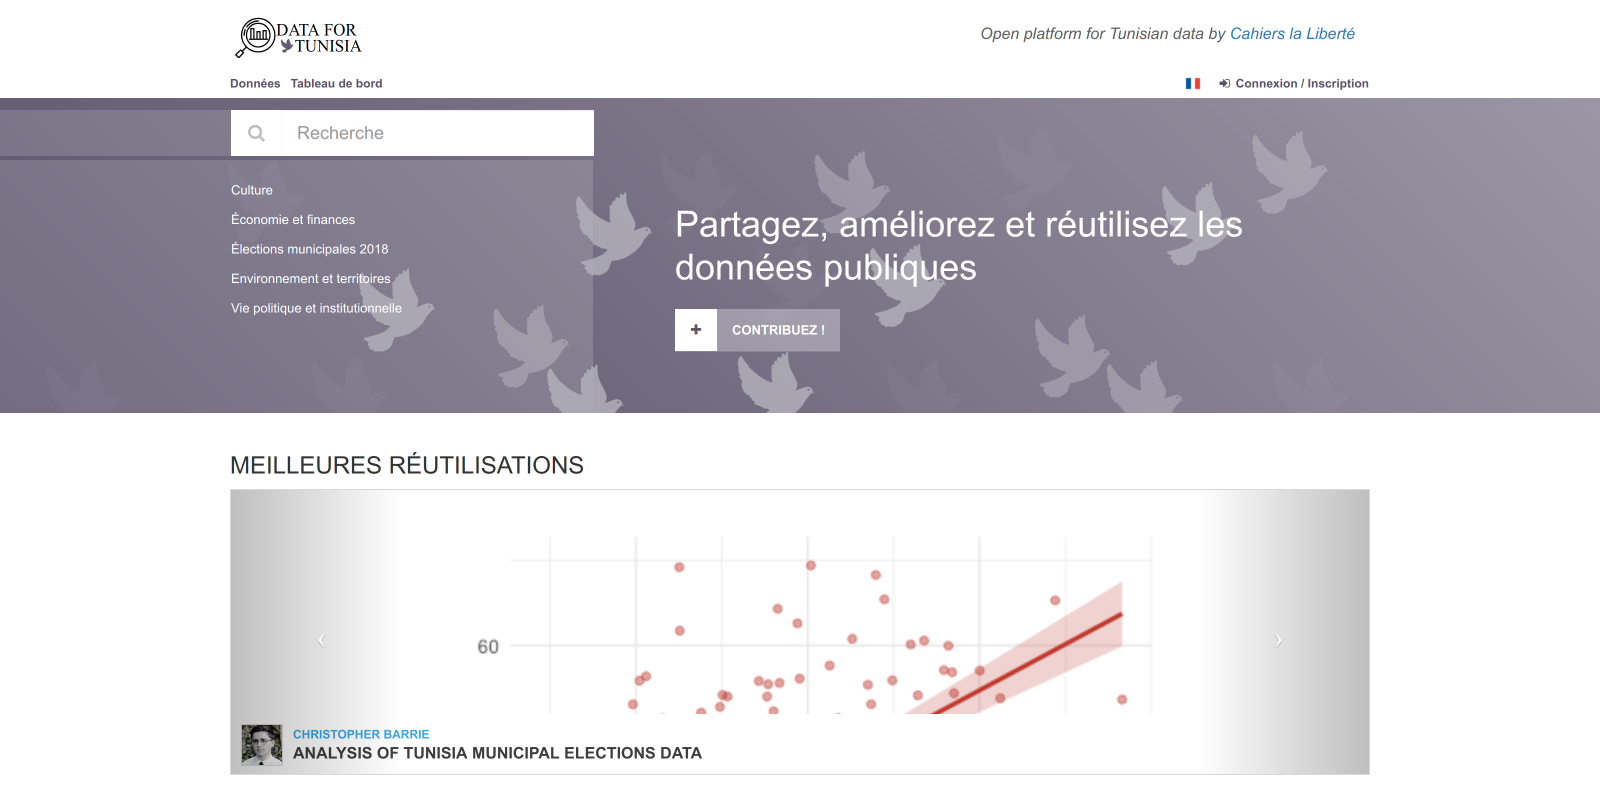 DATA FOR
TUNISIA
Open platform for Tunisian data by Cahiers la Liberté
Données Tableau de bord
Connexion / Inscription
Recherche
Culture
Économie et finances
Élections municipales 2018
Environnement et territoires
Vie politique et institutionnelle
Partagez, améliorez et réutilisez les
données publiques
CONTRIBUEZ !
MEILLEURES RÉUTILISATIONS
60
CHRISTOPHER BARRIE
ANALYSIS OF TUNISIA MUNICIPAL ELECTIONS DATA